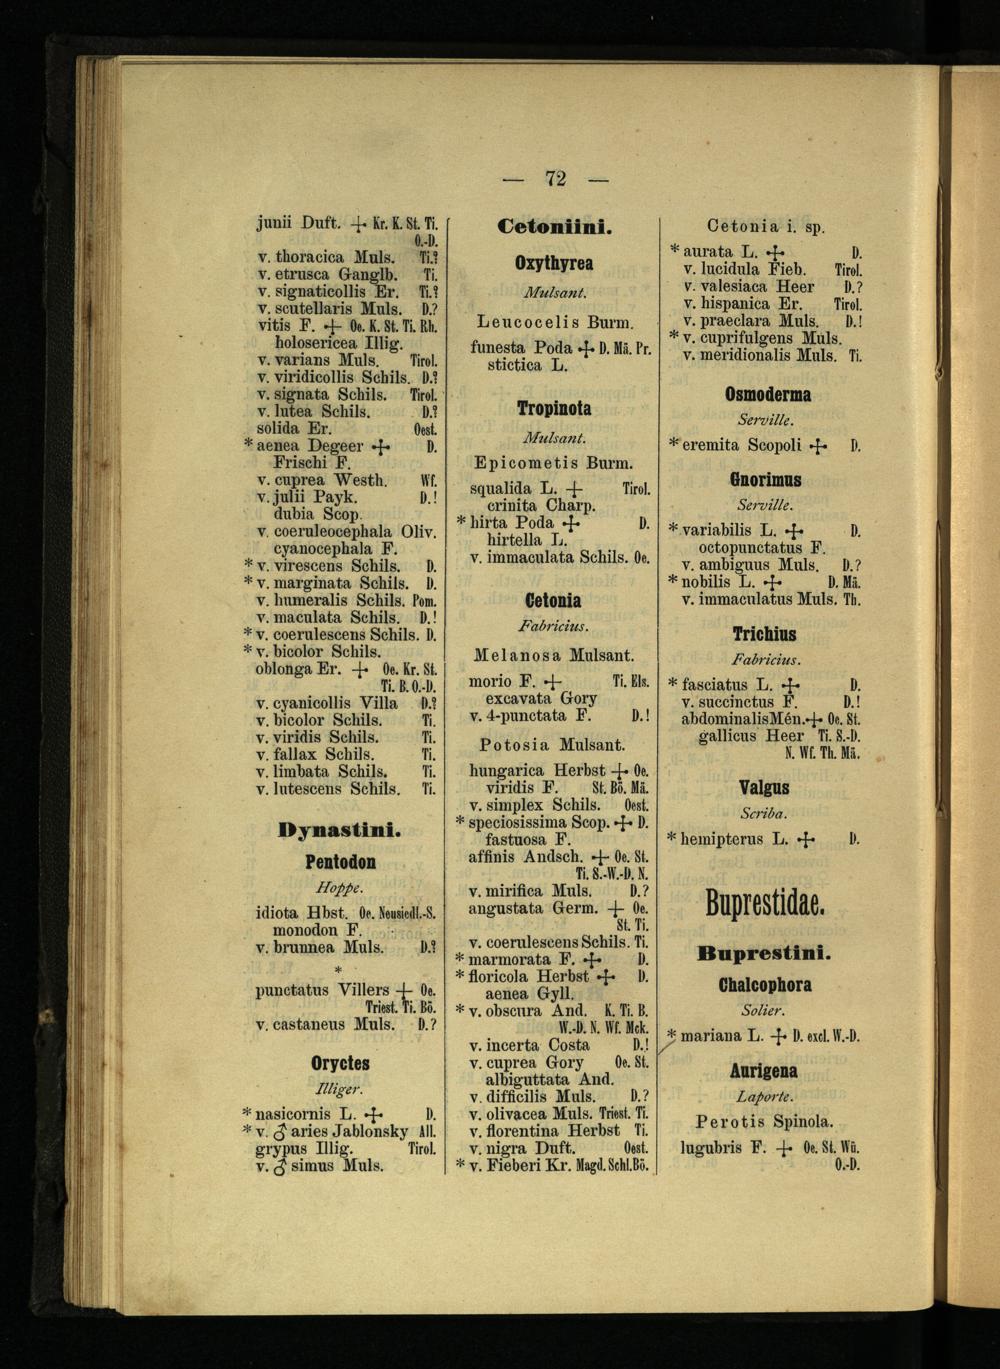 — 72 —
junii Duft. ∔ Kr. K. St. Ti.
O.-D.
v. thoracica Muls. Ti.?
v. etrusca Ganglb. Ti.
v. signaticollis Er. Ti.?
v. scutellaris Muls. D.?
vitis F. ∔ Oe. K. St. Ti. Rh.
holosericea Illig.
v. varians Muls. Tirol.
v. viridicollis Schils. D.?
v. signata Schils. Tirol.
v. lutea Schils. D.?
solida Er. Oest.
* aenea Degeer ∔ D.
Frischi F.
v. cuprea Westh. Wf.
v. julii Payk. D.!
dubia Scop.
v. coeruleocephala Oliv.
cyanocephala F.
* v. virescens Schils. D.
* v. marginata Schils. D.
v. humeralis Schils. Pom.
v. maculata Schils. D.!
* v. coerulescens Schils. D.
* v. bicolor Schils.
oblonga Er. ∔ Oe. Kr. St.
Ti. B. O.-D.
v. cyanicollis Villa D.?
v. bicolor Schils. Ti.
v. viridis Schils. Ti.
v. fallax Schils. Ti.
v. limbata Schils. Ti.
v. lutescens Schils. Ti.
Dynastini.
Pentodon
Hoppe.
idiota Hbst. Oe. Neusiedl.-S.
monodon F.
v. brunnea Muls. D.?
*
punctatus Villers ∔ Oe.
Triest. Ti. Bö.
v. castaneus Muls. D.?
Oryctes
Illiger.
* nasicornis L. ∔ D.
* v. ♂ aries Jablonsky All.
grypus Illig. Tirol.
v. ♂ simus Muls.
Cetoniini.
Oxythyrea
Mulsant.
Leucocelis Burm.
funesta Poda ∔ D. Mä. Pr.
stictica L.
Tropinota
Mulsant.
Epicometis Burm.
squalida L. ∔ Tirol.
crinita Charp.
* hirta Poda ∔ D.
hirtella L.
v. immaculata Schils. Oe.
Cetonia
Fabricius.
Melanosa Mulsant.
morio F. ∔ Ti. Els.
excavata Gory
v. 4-punctata F. D.!
Potosia Mulsant.
hungarica Herbst ∔ Oe.
viridis F. St. Bö. Mä.
v. simplex Schils. Oest.
* speciosissima Scop. ∔ D.
fastuosa F.
affinis Andsch. ∔ Oe. St.
Ti. S.-W.-D. N.
v. mirifica Muls. D.?
angustata Germ. ∔ Oe.
St. Ti.
v. coerulescens Schils. Ti.
* marmorata F. ∔ D.
* floricola Herbst ∔ D.
aenea Gyll.
* v. obscura And. K. Ti. B.
W.-D. N. Wf. Mck.
v. incerta Costa D.!
v. cuprea Gory Oe. St.
albiguttata And.
v. difficilis Muls. D.?
v. olivacea Muls. Triest. Ti.
v. florentina Herbst Ti.
v. nigra Duft. Oest.
* v. Fieberi Kr. Magd. Schl. Bö.
Cetonia i. sp.
* aurata L. ∔ D.
v. lucidula Fieb. Tirol.
v. valesiaca Heer D.?
v. hispanica Er. Tirol.
v. praeclara Muls. D.!
* v. cuprifulgens Muls.
v. meridionalis Muls. Ti.
Osmoderma
Serville.
* eremita Scopoli ∔ D.
Gnorimus
Serville.
* variabilis L. ∔ D.
octopunctatus F.
v. ambiguus Muls. D.?
* nobilis L. ∔ D. Mä.
v. immaculatus Muls. Th.
Trichius
Fabricius.
* fasciatus L. ∔ D.
v. succinctus F. D.!
abdominalis Mén. ∔ Oe. St.
gallicus Heer Ti. S.-D.
N. Wf. Th. Mä.
Valgus
Scriba.
* hemipterus L. ∔ D.
Buprestidae.
Buprestini.
Chalcophora
Solier.
* mariana L. ∔ D. excl. W.-D.
Aurigena
Laporte.
Perotis Spinola.
lugubris F. ∔ Oe. St. Wü.
O.-D.